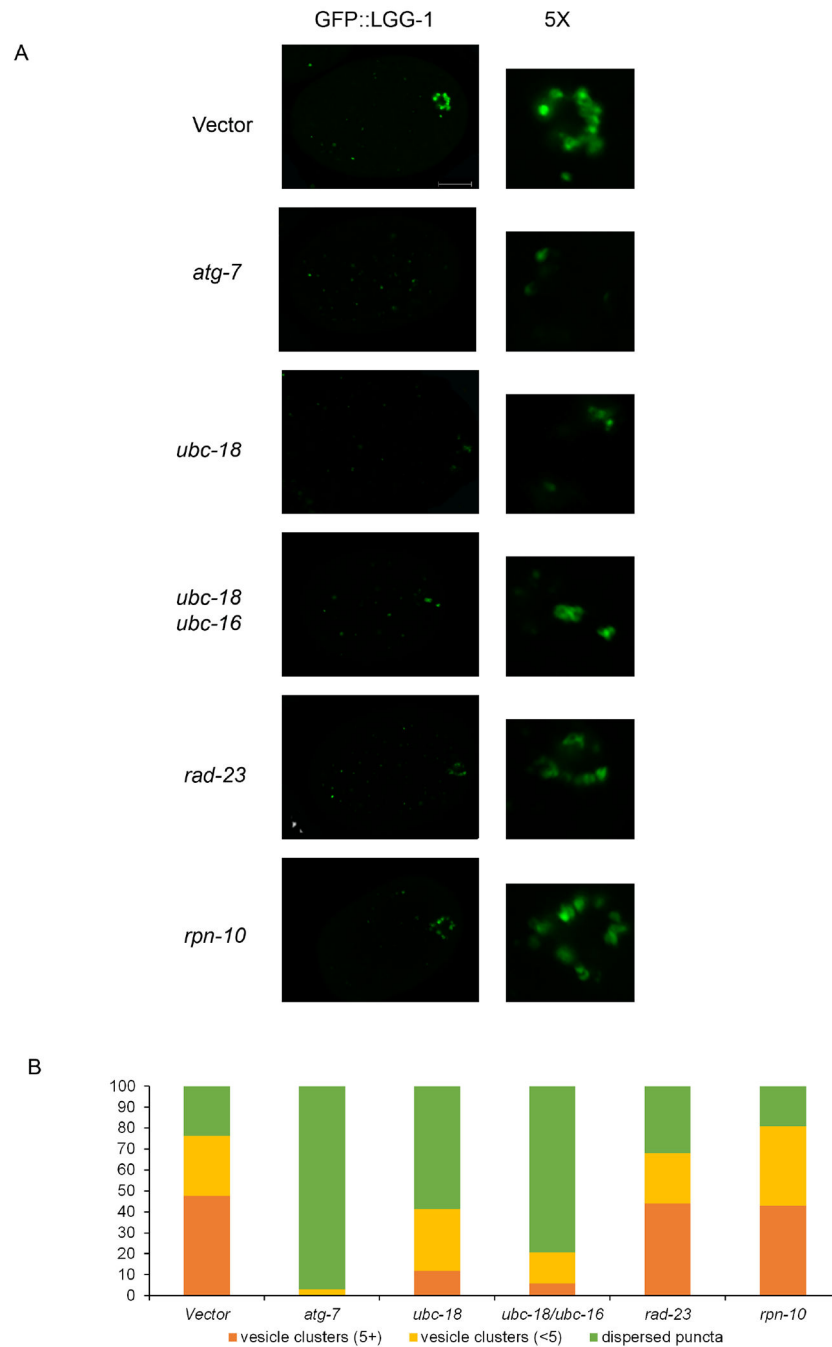 GFP::LGG-1 5X
A
Vector
atg-7
ubc-18
ubc-18
ubc-16
rad-23
rpn-10
B
100
90
80
70
60
50
40
30
20
10
0
Vector atg-7 ubc-18 ubc-18/ubc-16 rad-23 rpn-10
vesicle clusters (5+) vesicle clusters (<5) dispersed puncta